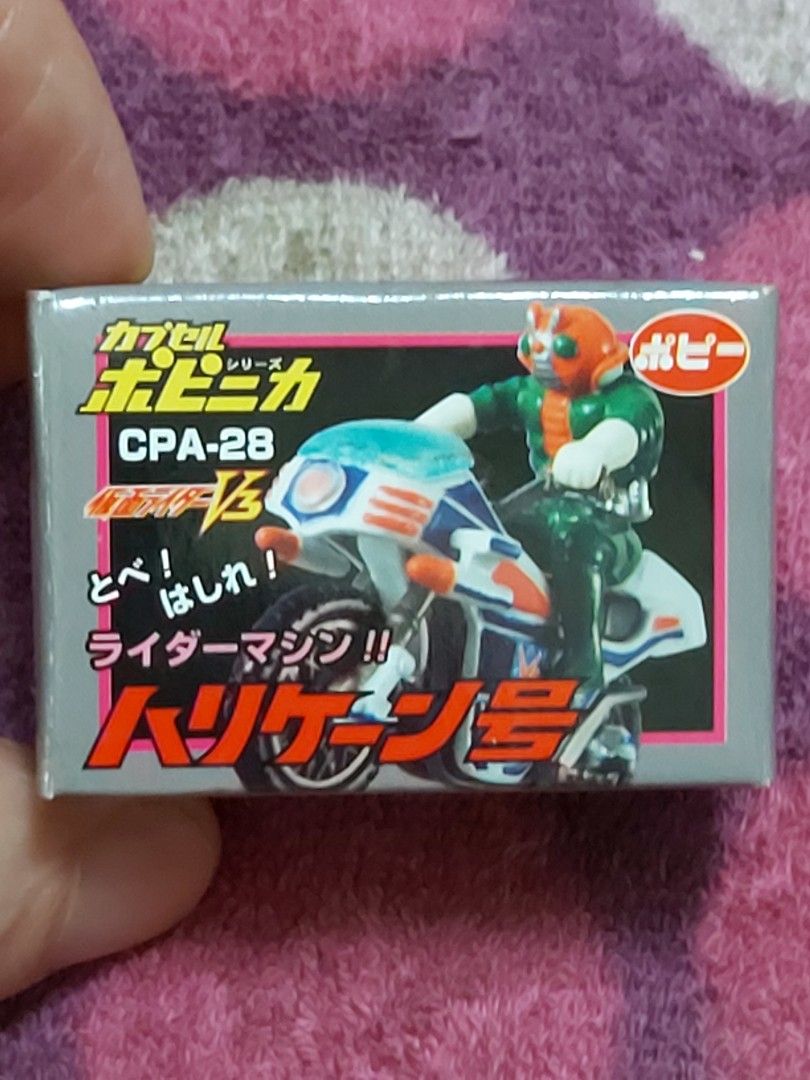 カプセル
ポピニカ シリーズ
ポピー
CPA-28
仮面ライダーV3
とべ！
はしれ！
ライダーマシン!!
ハリケーン号